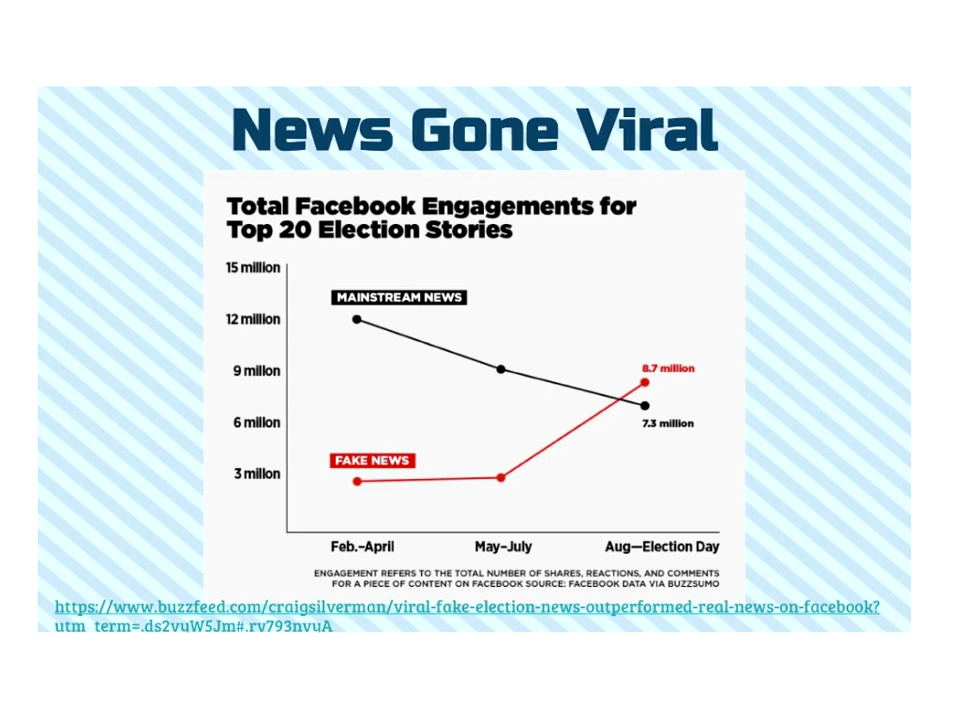 News Gone Viral
Total Facebook Engagements for
Top 20 Election Stories
15 million
MAINSTREAM NEWS
12 million
9 millon
8.7 million
6 millon
7.3 million
FAKE NEWS
3 millon
Feb.–April May–July Aug—Election Day
ENGAGEMENT REFERS TO THE TOTAL NUMBER OF SHARES, REACTIONS, AND COMMENTS
FOR A PIECE OF CONTENT ON FACEBOOK SOURCE: FACEBOOK DATA VIA BUZZSUMO
https://www.buzzfeed.com/craigsilverman/viral-fake-election-news-outperformed-real-news-on-facebook?